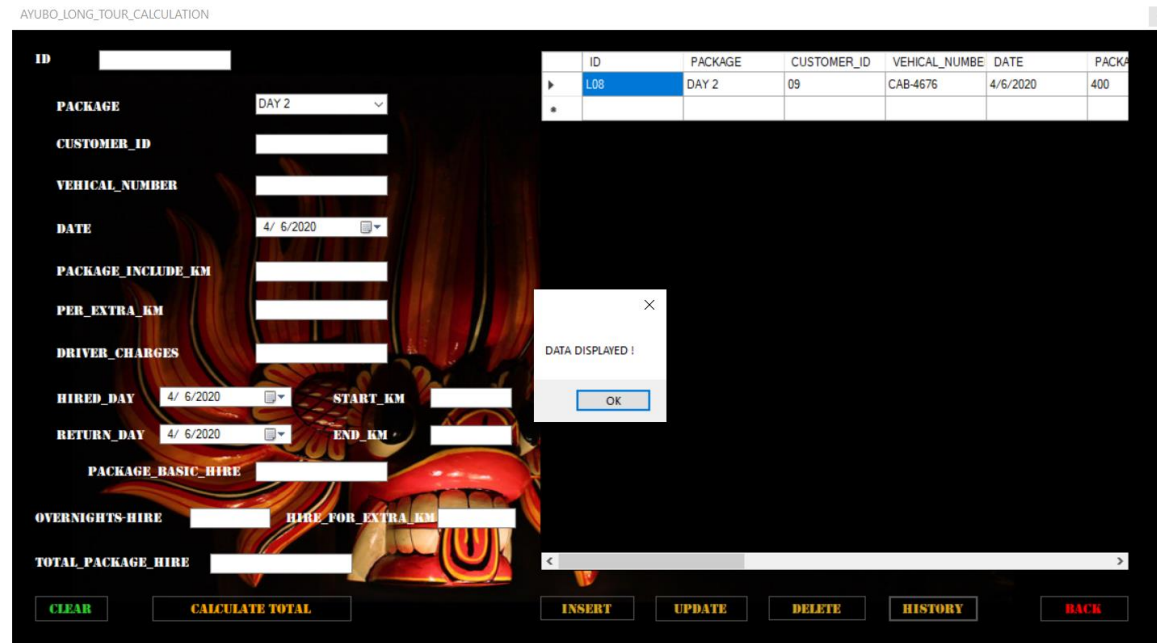 AYUBO_LONG_TOUR_CALCULATION
ID
PACKAGE DAY 2
CUSTOMER_ID
VEHICAL_NUMBER
DATE 4/ 6/2020
PACKAGE_INCLUDE_KM
PER_EXTRA_KM
DRIVER_CHARGES
HIRED_DAY 4/ 6/2020 START_KM
RETURN_DAY 4/ 6/2020 END_KM
PACKAGE_BASIC_HIRE
OVERNIGHTS-HIRE HIRE_FOR_EXTRA_KM
TOTAL_PACKAGE_HIRE
ID PACKAGE CUSTOMER_ID VEHICAL_NUMBE DATE PACKA
L08 DAY 2 09 CAB-4676 4/6/2020 400
DATA DISPLAYED !
OK
CLEAR CALCULATE TOTAL INSERT UPDATE DELETE HISTORY BACK